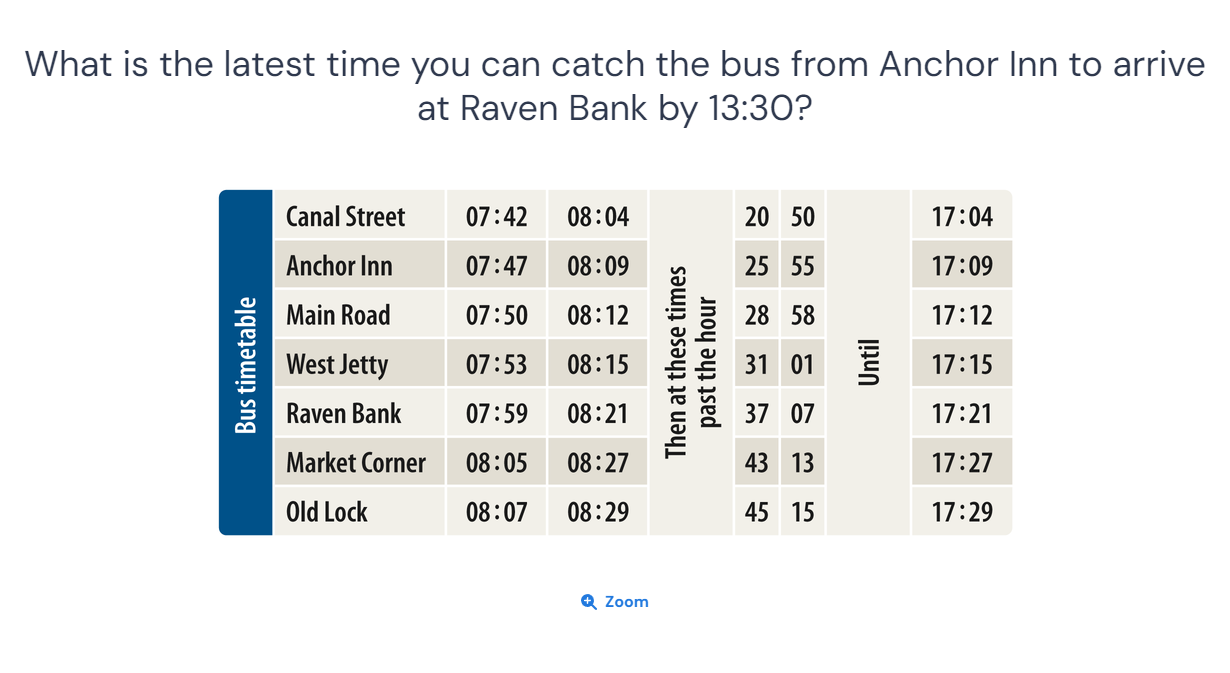 What is the latest time you can catch the bus from Anchor Inn to arrive
at Raven Bank by 13:30?
Bus timetable
Canal Street 07:42 08:04 20 50 17:04
Anchor Inn 07:47 08:09 25 55 17:09
Main Road 07:50 08:12 28 58 17:12
West Jetty 07:53 08:15 31 01 17:15
Raven Bank 07:59 08:21 37 07 17:21
Market Corner 08:05 08:27 43 13 17:27
Old Lock 08:07 08:29 45 15 17:29
Then at these times
past the hour
Until
Zoom